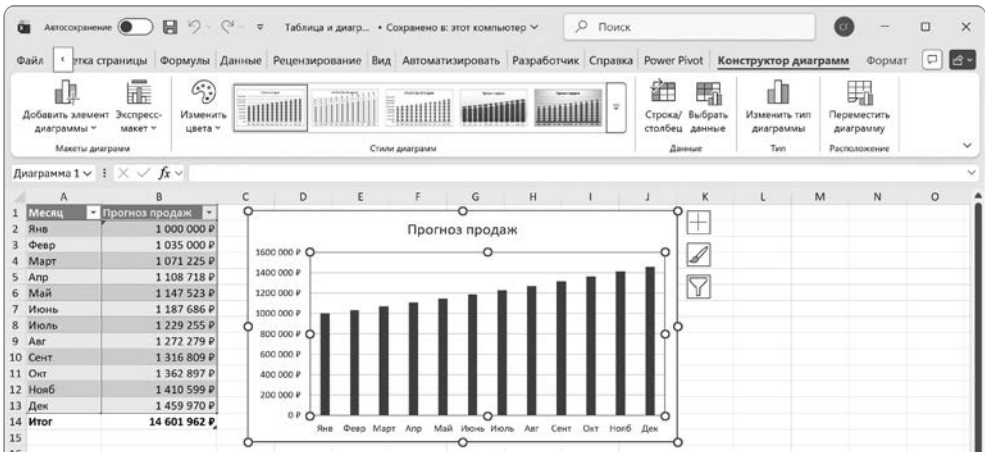 Автосохранение Таблица и диагр... • Сохранено в: этот компьютер Поиск СГ
Файл етка страницы Формулы Данные Рецензирование Вид Автоматизировать Разработчик Справка Power Pivot Конструктор диаграмм Формат
Добавить элемент диаграммы Экспресс-макет Изменить цвета Строка/столбец Выбрать данные Изменить тип диаграммы Переместить диаграмму
Макеты диаграмм Стили диаграмм Данные Тип Расположение
Диаграмма 1 fx
A B C D E F G H I J K L M N O
1 Месяц Прогноз продаж
2 Янв 1 000 000 ₽
3 Февр 1 035 000 ₽
4 Март 1 071 225 ₽
5 Апр 1 108 718 ₽
6 Май 1 147 523 ₽
7 Июнь 1 187 686 ₽
8 Июль 1 229 255 ₽
9 Авг 1 272 279 ₽
10 Сент 1 316 809 ₽
11 Окт 1 362 897 ₽
12 Нояб 1 410 599 ₽
13 Дек 1 459 970 ₽
14 Итог 14 601 962 ₽
15
Прогноз продаж
1600 000 ₽
1400 000 ₽
1200 000 ₽
1000 000 ₽
800 000 ₽
600 000 ₽
400 000 ₽
200 000 ₽
0 ₽
Янв Февр Март Апр Май Июнь Июль Авг Сент Окт Нояб Дек